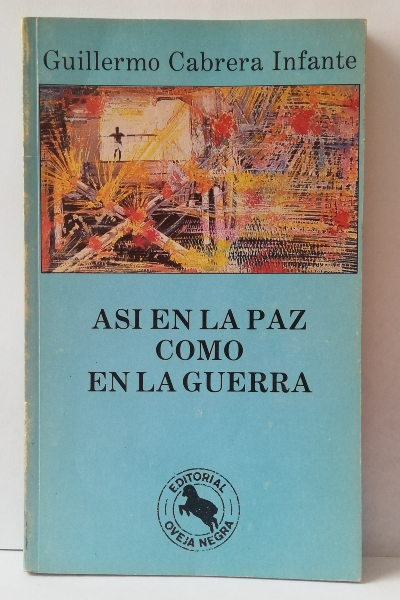 Guillermo Cabrera Infante
ASI EN LA PAZ
COMO
EN LA GUERRA
EDITORIAL
OVEJA NEGRA